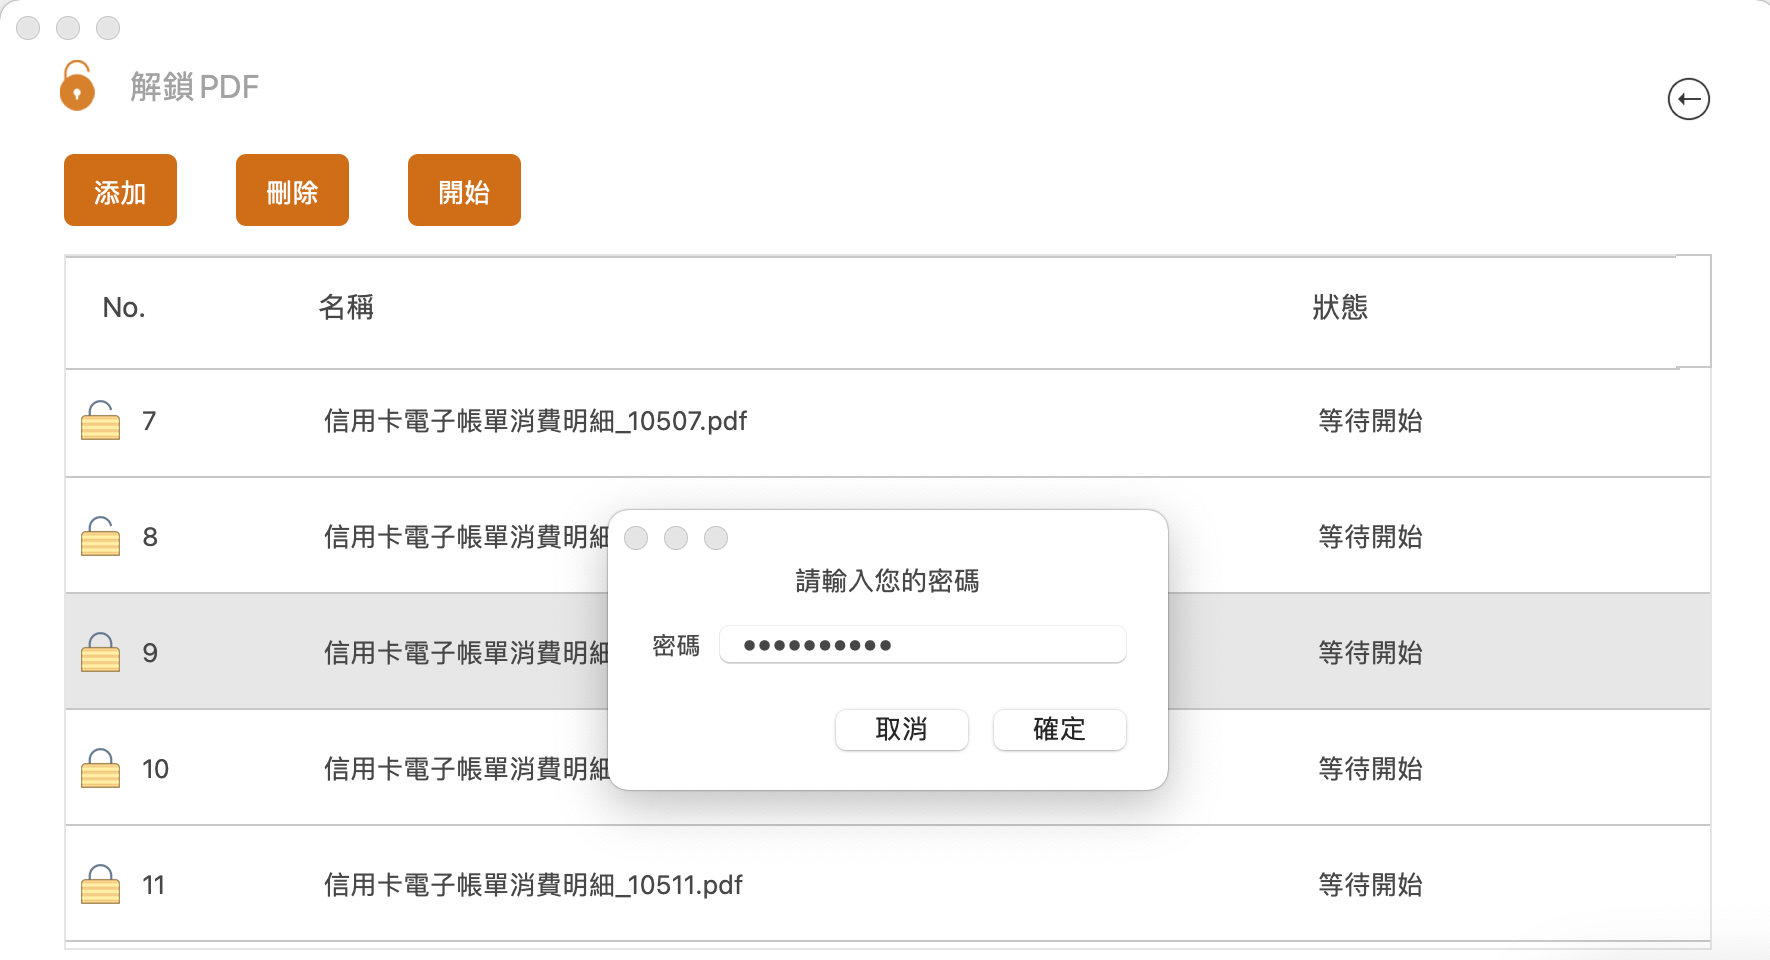 解鎖PDF
添加 刪除 開始
No. 名稱 狀態
7 信用卡電子帳單消費明細_10507.pdf 等待開始
8 信用卡電子帳單消費明細 等待開始
請輸入您的密碼
9 信用卡電子帳單消費明細 等待開始
密碼 ●●●●●●●●●●
取消 確定
10 信用卡電子帳單消費明細 等待開始
11 信用卡電子帳單消費明細_10511.pdf 等待開始